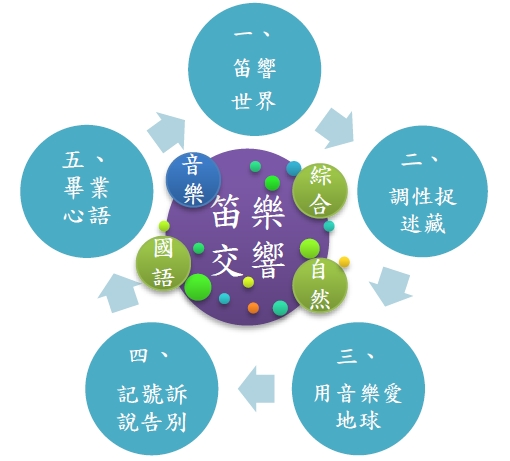 一、
笛響
世界
二、
調性捉
迷藏
三、
用音樂愛
地球
四、
記號訴
說告別
五、
畢業
心語
笛樂
交響
音
樂
綜
合
自
然
國
語